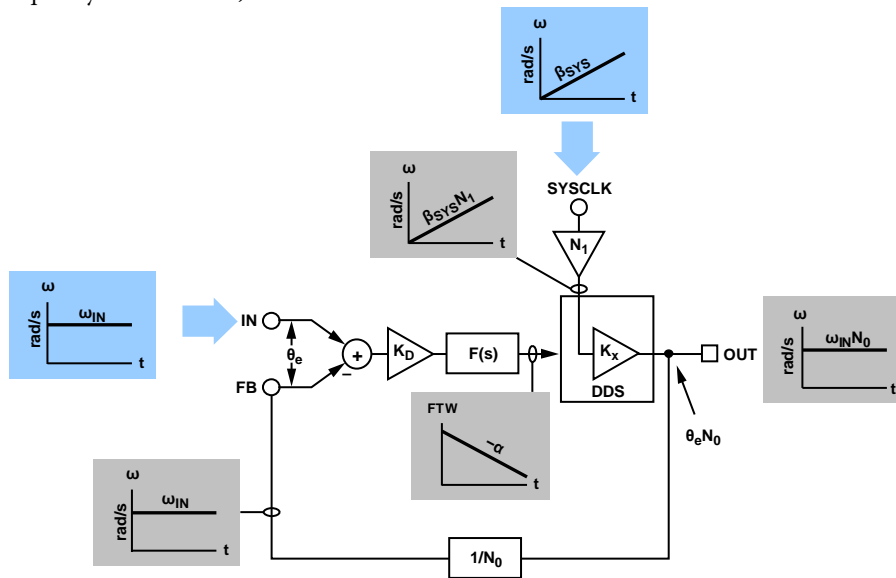 ω
rad/s
βSYS
t
ω
rad/s
βSYSN1
t
SYSCLK
N1
ω
rad/s
ωIN
t
IN
θe
FB
+
−
KD
F(s)
Kx
DDS
OUT
θeN0
ω
rad/s
ωINN0
t
FTW
−α
t
ω
rad/s
ωIN
t
1/N0